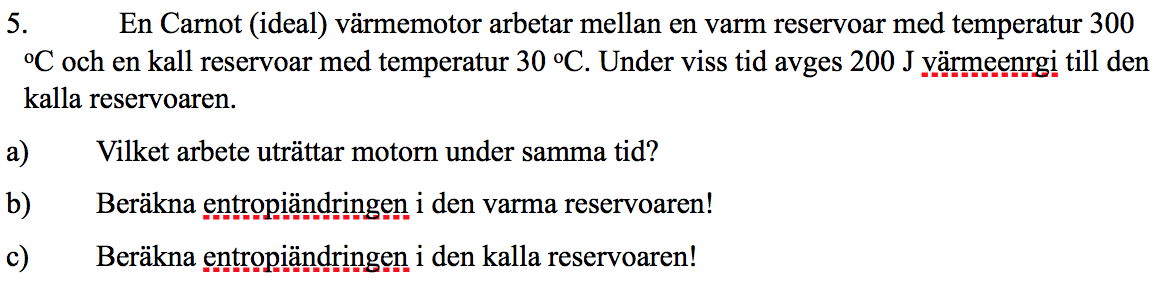 5. En Carnot (ideal) värmemotor arbetar mellan en varm reservoar med temperatur 300
ºC och en kall reservoar med temperatur 30 ºC. Under viss tid avges 200 J värmeenrgi till den
kalla reservoaren.
a) Vilket arbete uträttar motorn under samma tid?
b) Beräkna entropiändringen i den varma reservoaren!
c) Beräkna entropiändringen i den kalla reservoaren!